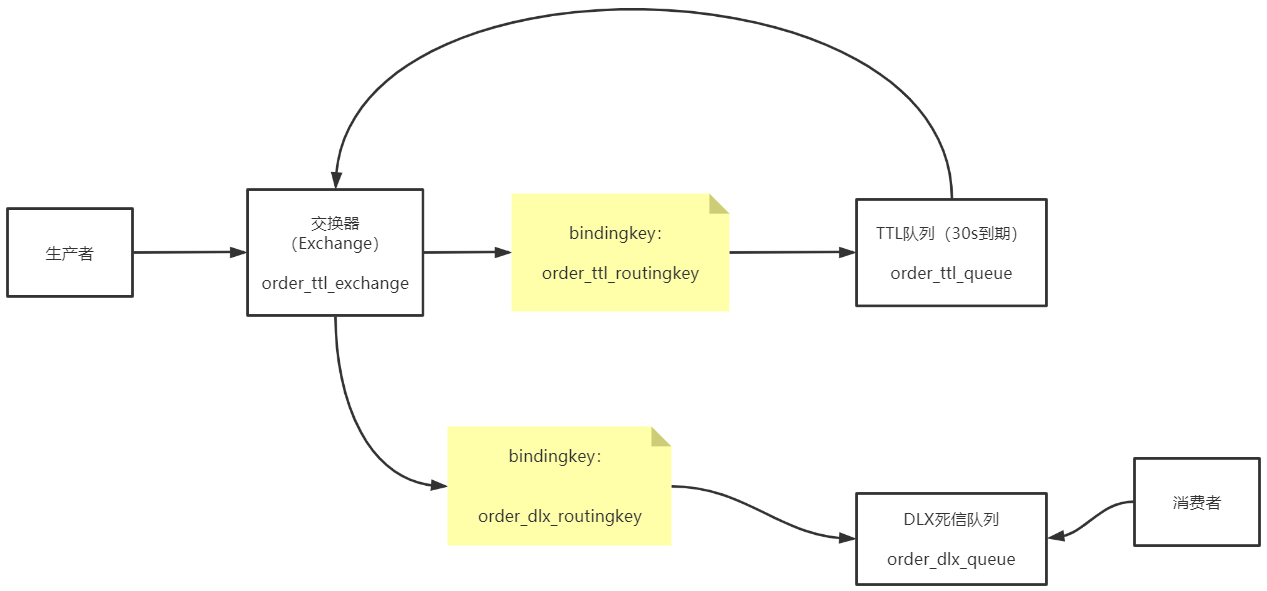 生产者
交换器
（Exchange）
order_ttl_exchange
bindingkey：
order_ttl_routingkey
TTL队列（30s到期）
order_ttl_queue
bindingkey：
order_dlx_routingkey
DLX死信队列
order_dlx_queue
消费者